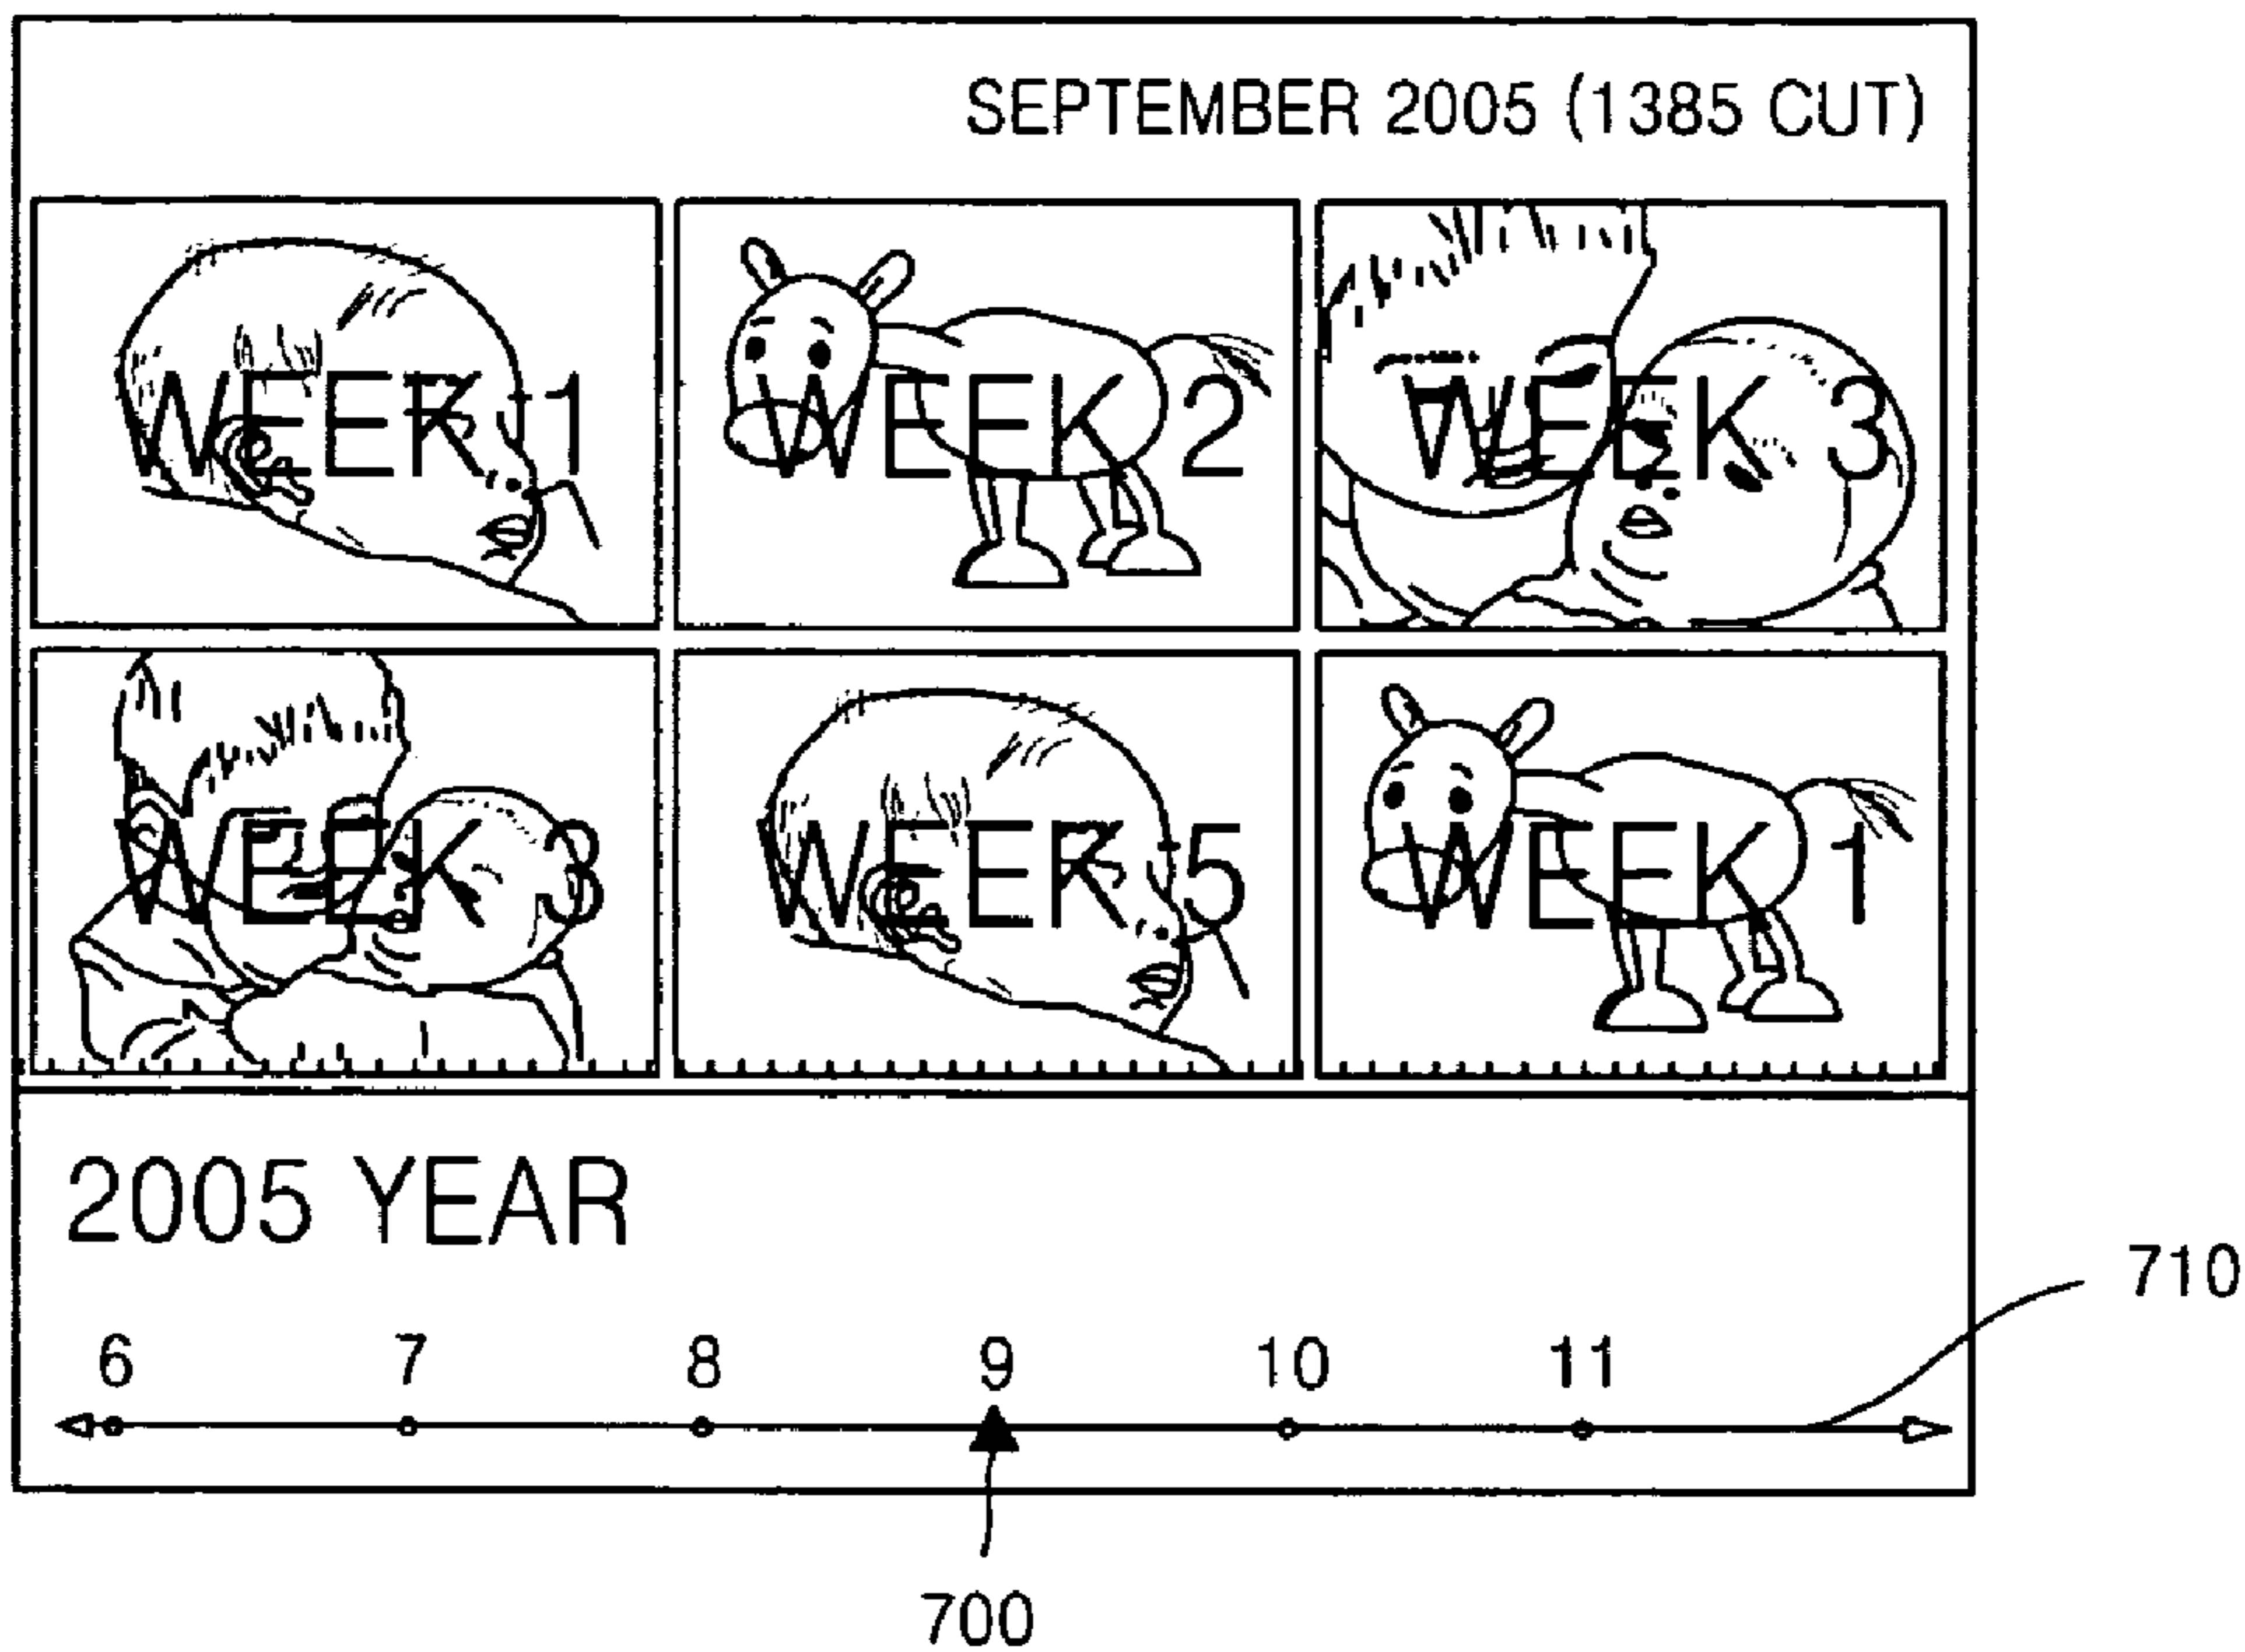 SEPTEMBER 2005 (1385 CUT)
WEEK 1 WEEK 2 WEEK 3
WEEK 3 WEEK 5 WEEK 1
2005 YEAR
710
6 7 8 9 10 11
700